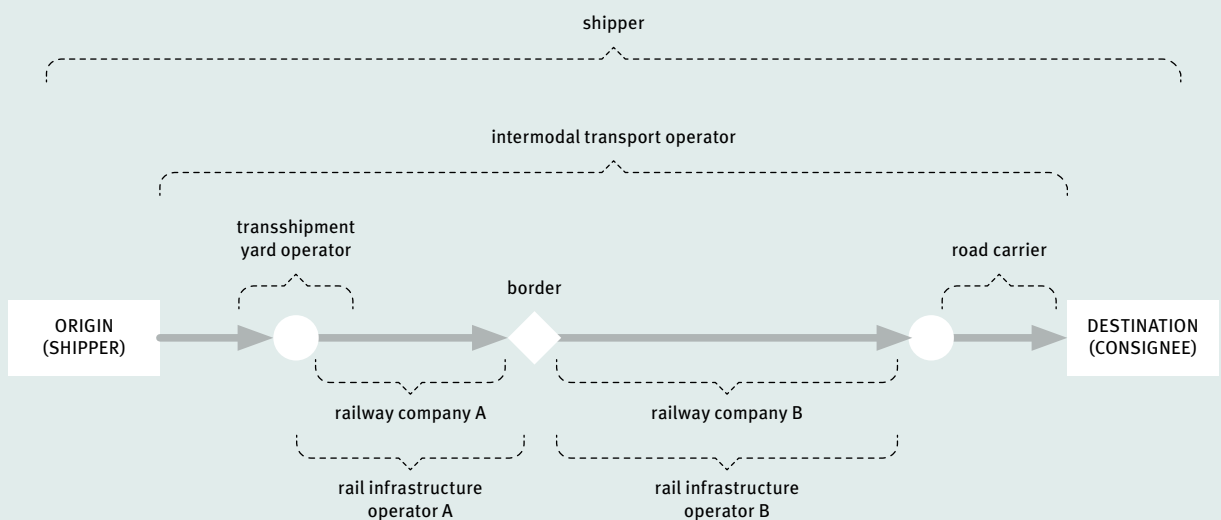 shipper
intermodal transport operator
transshipment
yard operator
road carrier
border
ORIGIN
(SHIPPER)
DESTINATION
(CONSIGNEE)
railway company A
railway company B
rail infrastructure
operator A
rail infrastructure
operator B